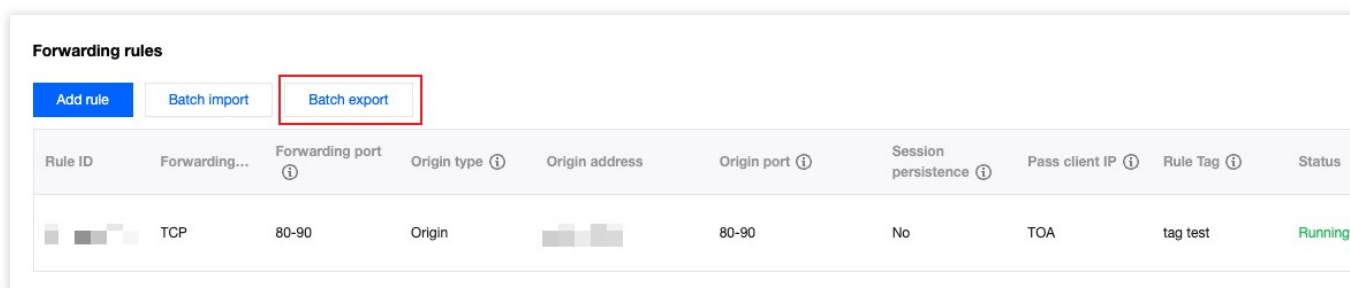 Forwarding rules
Add rule Batch import Batch export
Rule ID Forwarding... Forwarding port Origin type Origin address Origin port Session persistence Pass client IP Rule Tag Status
TCP 80-90 Origin 80-90 No TOA tag test Running